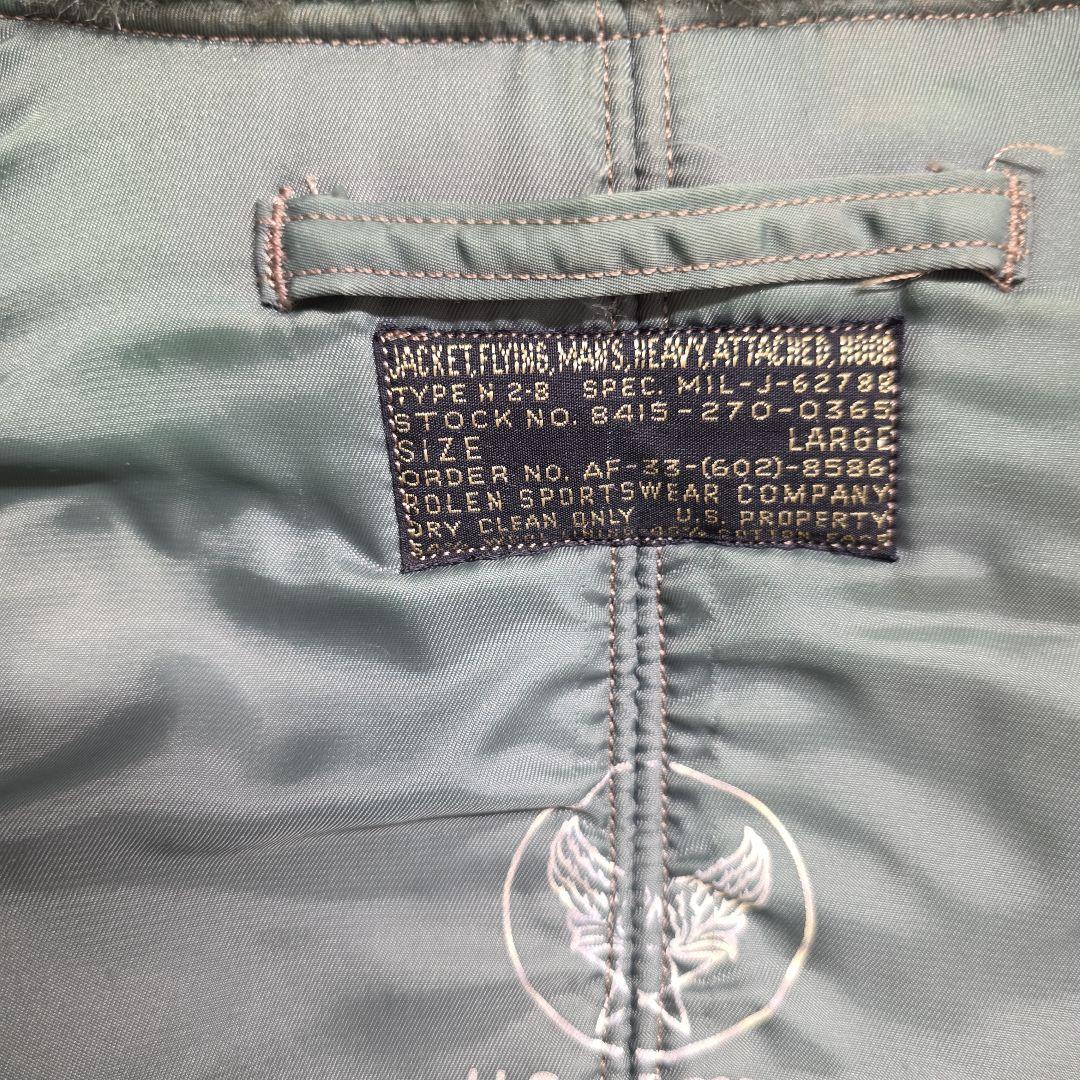 JACKET, FLYING, MAN'S, HEAVY, ATTACHED, HOOD
TYPE N 2-B SPEC. MIL-J-6278B
STOCK NO. 8415-270-0365
SIZE LARGE
ORDER NO. AF-33-(602)-8586
ROLEN SPORTSWEAR COMPANY
DRY CLEAN ONLY U.S. PROPERTY